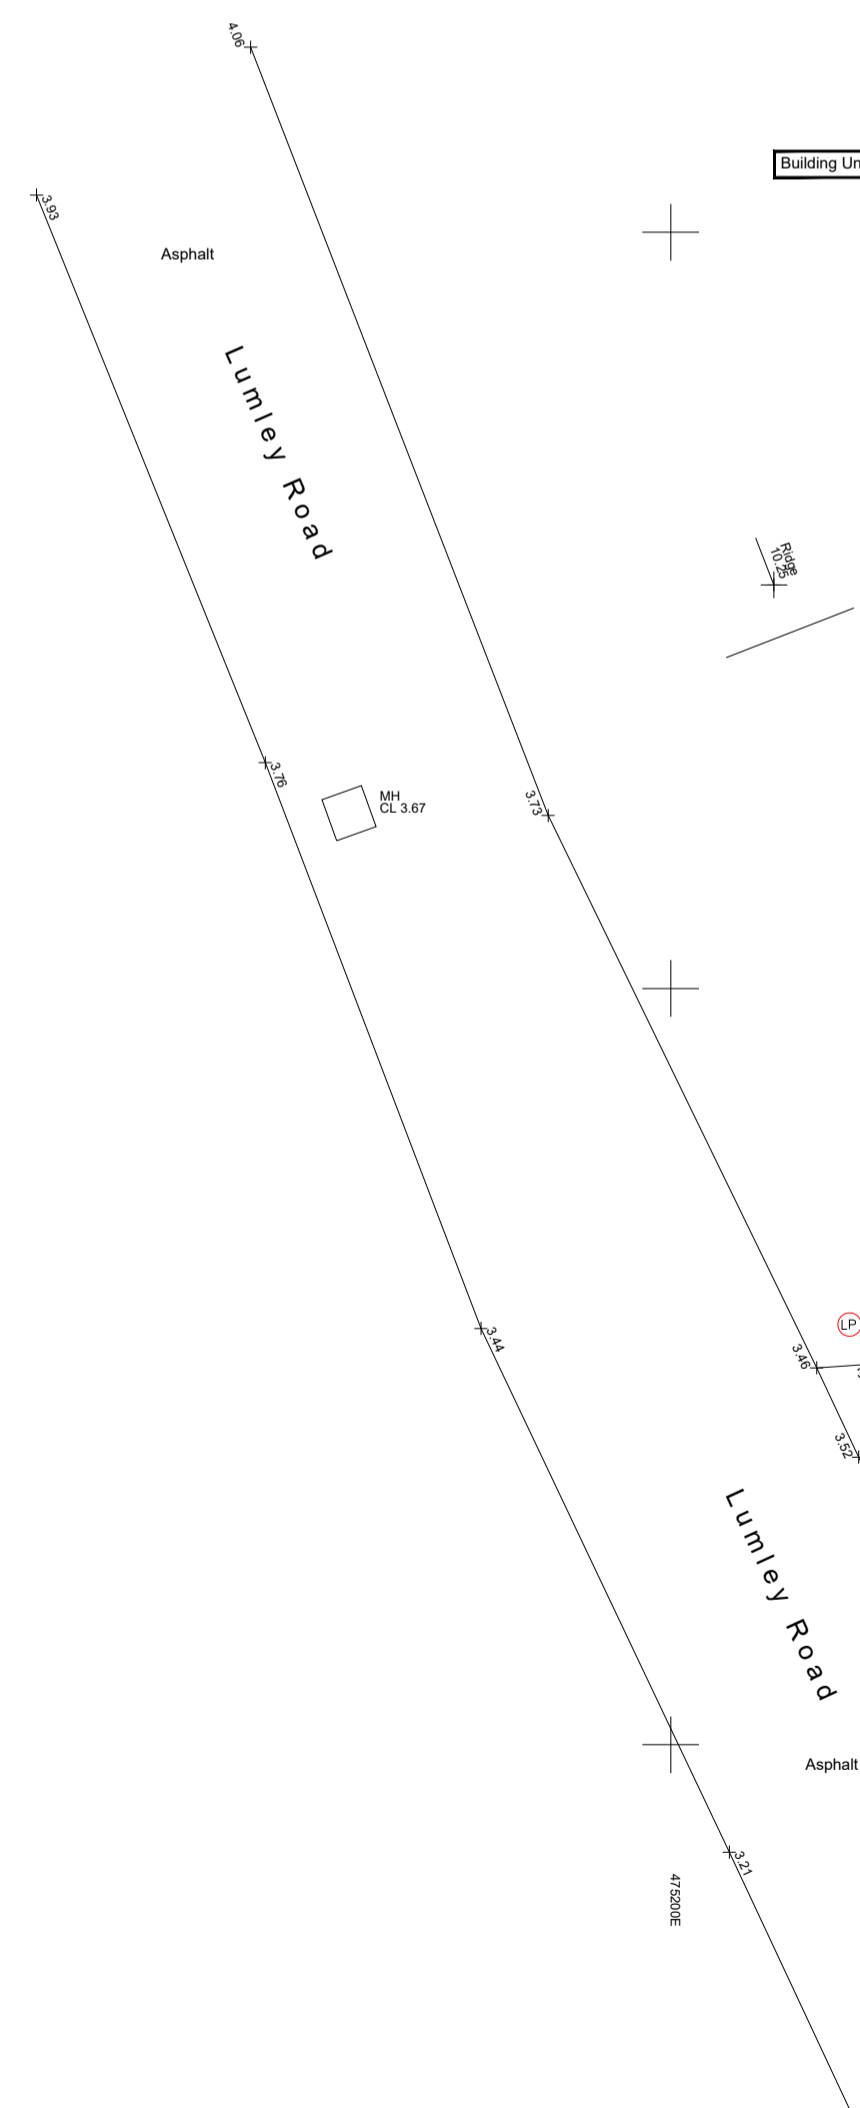 4.06
Building Un
3.93
Asphalt
Lumley Road
Ridge
10.25
3.76
MH
CL 3.67
3.73
LP
3.44
3.46
3.52
Lumley Road
Asphalt
3.21
475200E